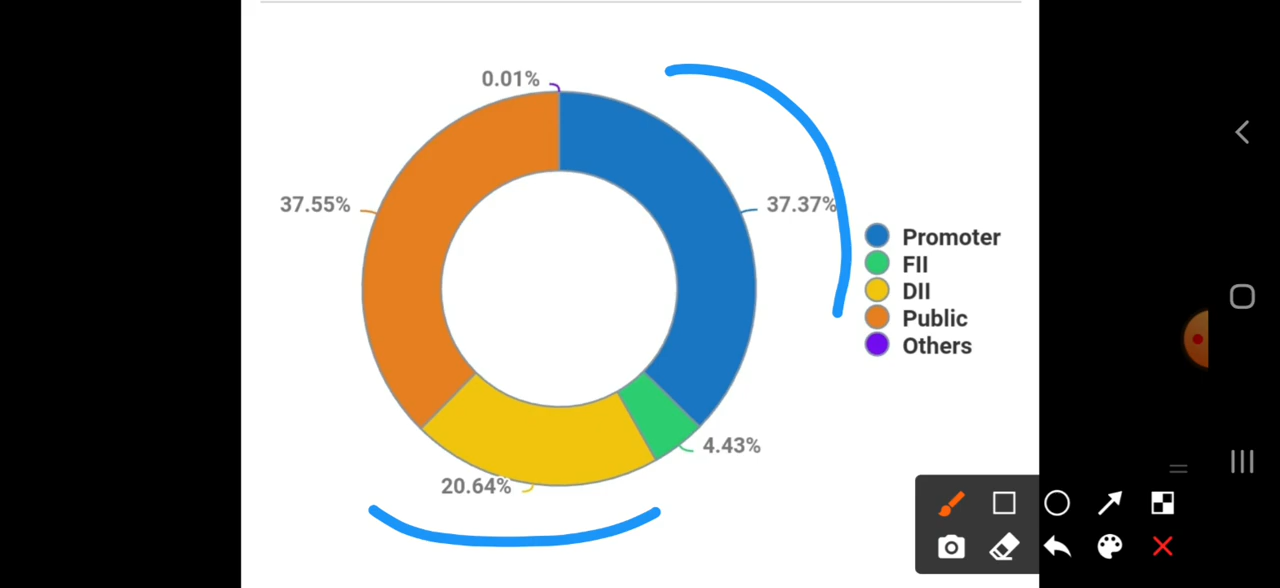 0.01%
37.55%
37.37%
Promoter
FII
DII
Public
Others
4.43%
20.64%